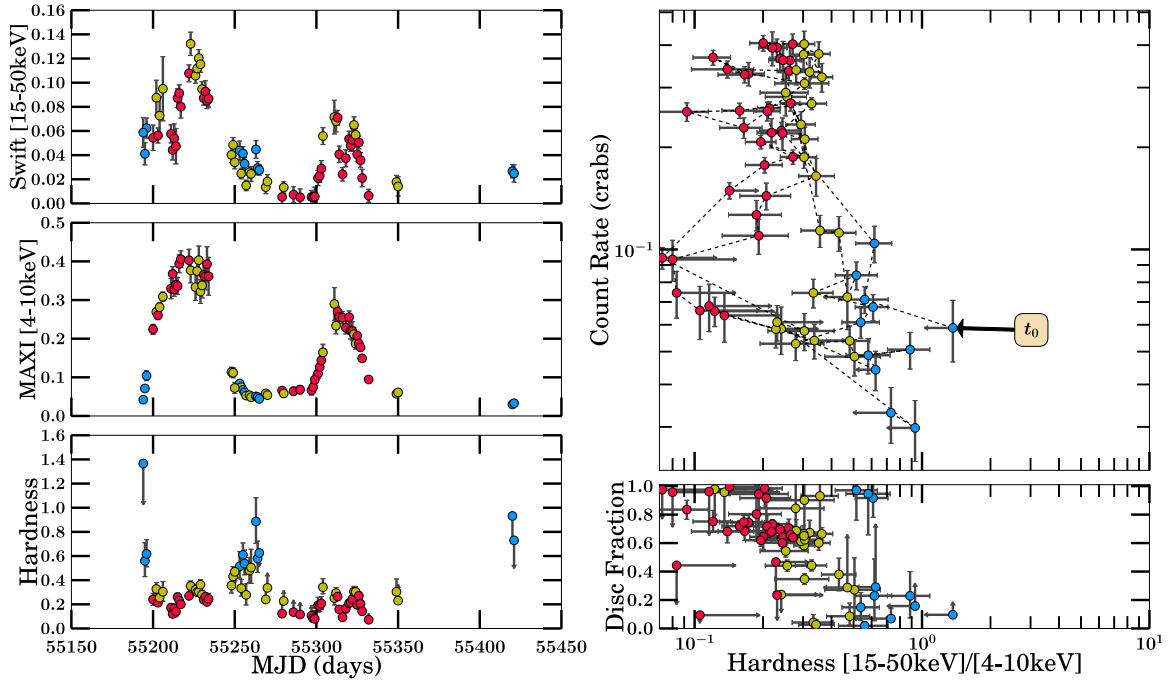 Swift [15-50keV]
0.16
0.14
0.12
0.10
0.08
0.06
0.04
0.02
0.00
MAXI [4-10keV]
0.5
0.4
0.3
0.2
0.1
0.0
Hardness
1.6
1.4
1.2
1.0
0.8
0.6
0.4
0.2
0.0
55150 55200 55250 55300 55350 55400 55450
MJD (days)
10⁻¹ 10⁰ 10¹
Count Rate (crabs)
10⁻¹
t₀
Disc Fraction
1.0
0.8
0.6
0.4
0.2
0.0
10⁻¹ 10⁰ 10¹
Hardness [15-50keV]/[4-10keV]